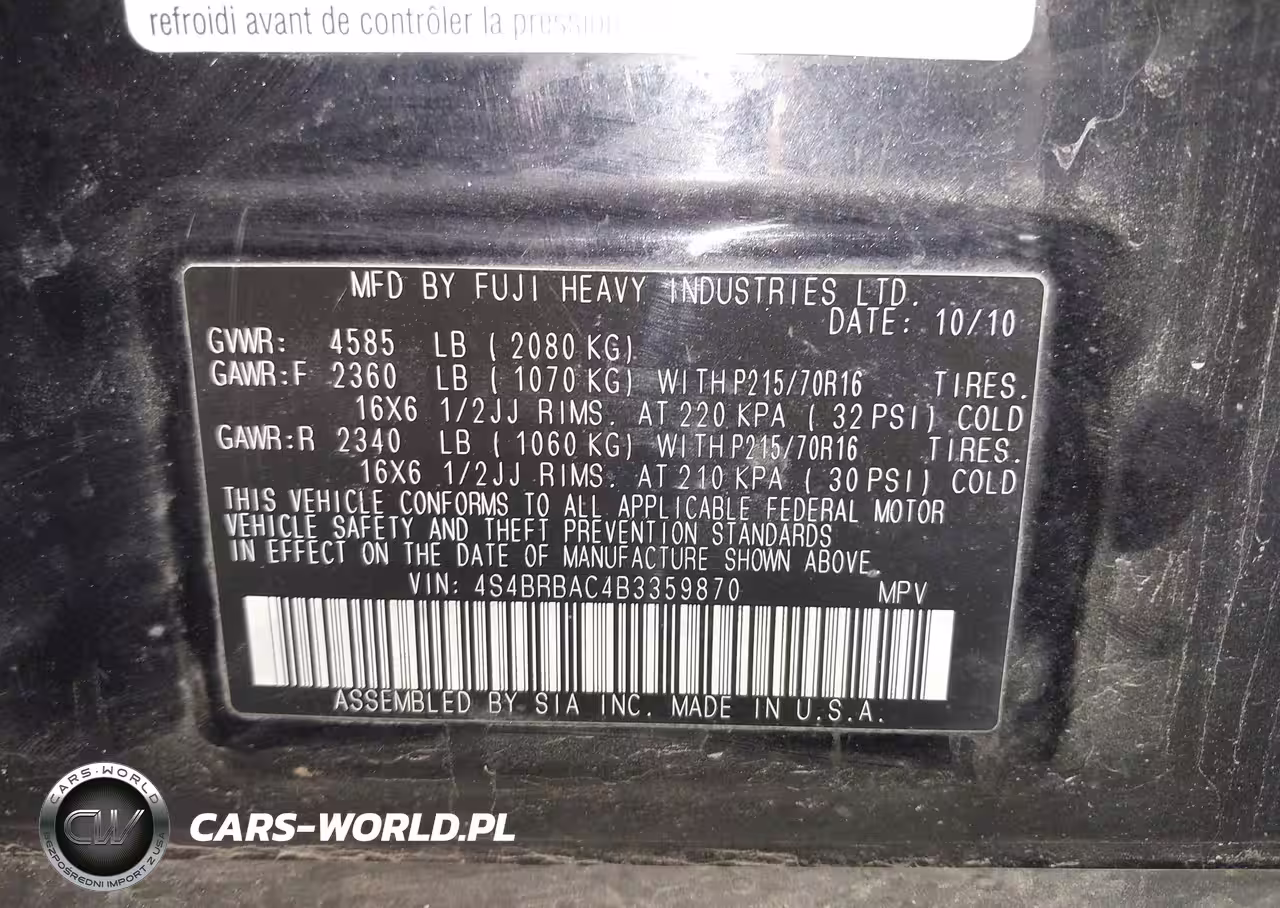 refroidi avant de contrôler la pression
MFD BY FUJI HEAVY INDUSTRIES LTD.
DATE: 10/10
GVWR: 4585 LB ( 2080 KG)
GAWR:F 2360 LB ( 1070 KG) WITH P215/70R16 TIRES.
16X6 1/2JJ RIMS. AT 220 KPA ( 32 PSI) COLD
GAWR:R 2340 LB ( 1060 KG) WITH P215/70R16 TIRES.
16X6 1/2JJ RIMS. AT 210 KPA ( 30 PSI) COLD
THIS VEHICLE CONFORMS TO ALL APPLICABLE FEDERAL MOTOR
VEHICLE SAFETY AND THEFT PREVENTION STANDARDS
IN EFFECT ON THE DATE OF MANUFACTURE SHOWN ABOVE.
VIN: 4S4BRBAC4B3359870 MPV
ASSEMBLED BY SIA INC. MADE IN U.S.A.
CARS-WORLD
CW
BEZPOŚREDNI IMPORT Z USA
CARS-WORLD.PL